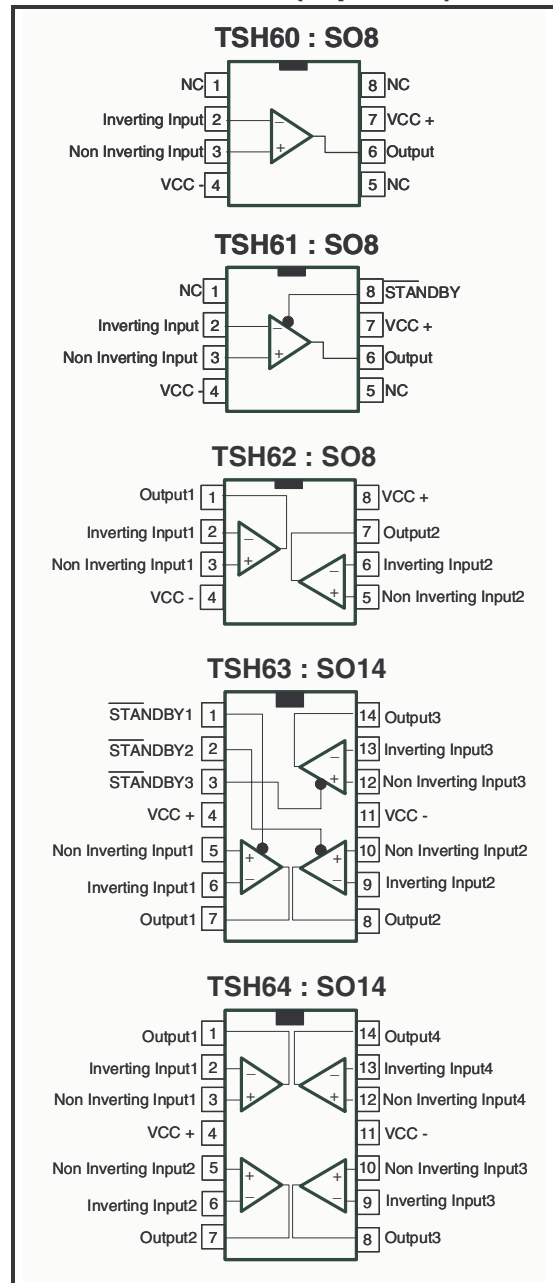 TSH60 : SO8
NC 1 8 NC
Inverting Input 2 - 7 VCC +
Non Inverting Input 3 + 6 Output
VCC - 4 5 NC
TSH61 : SO8
NC 1 8 STANDBY
Inverting Input 2 - 7 VCC +
Non Inverting Input 3 + 6 Output
VCC - 4 5 NC
TSH62 : SO8
Output1 1 8 VCC +
Inverting Input1 2 - 7 Output2
Non Inverting Input1 3 + - 6 Inverting Input2
VCC - 4 + 5 Non Inverting Input2
TSH63 : SO14
STANDBY1 1 14 Output3
STANDBY2 2 - 13 Inverting Input3
STANDBY3 3 + 12 Non Inverting Input3
VCC + 4 11 VCC -
Non Inverting Input1 5 + + 10 Non Inverting Input2
Inverting Input1 6 - - 9 Inverting Input2
Output1 7 8 Output2
TSH64 : SO14
Output1 1 14 Output4
Inverting Input1 2 - - 13 Inverting Input4
Non Inverting Input1 3 + + 12 Non Inverting Input4
VCC + 4 11 VCC -
Non Inverting Input2 5 + + 10 Non Inverting Input3
Inverting Input2 6 - - 9 Inverting Input3
Output2 7 8 Output3